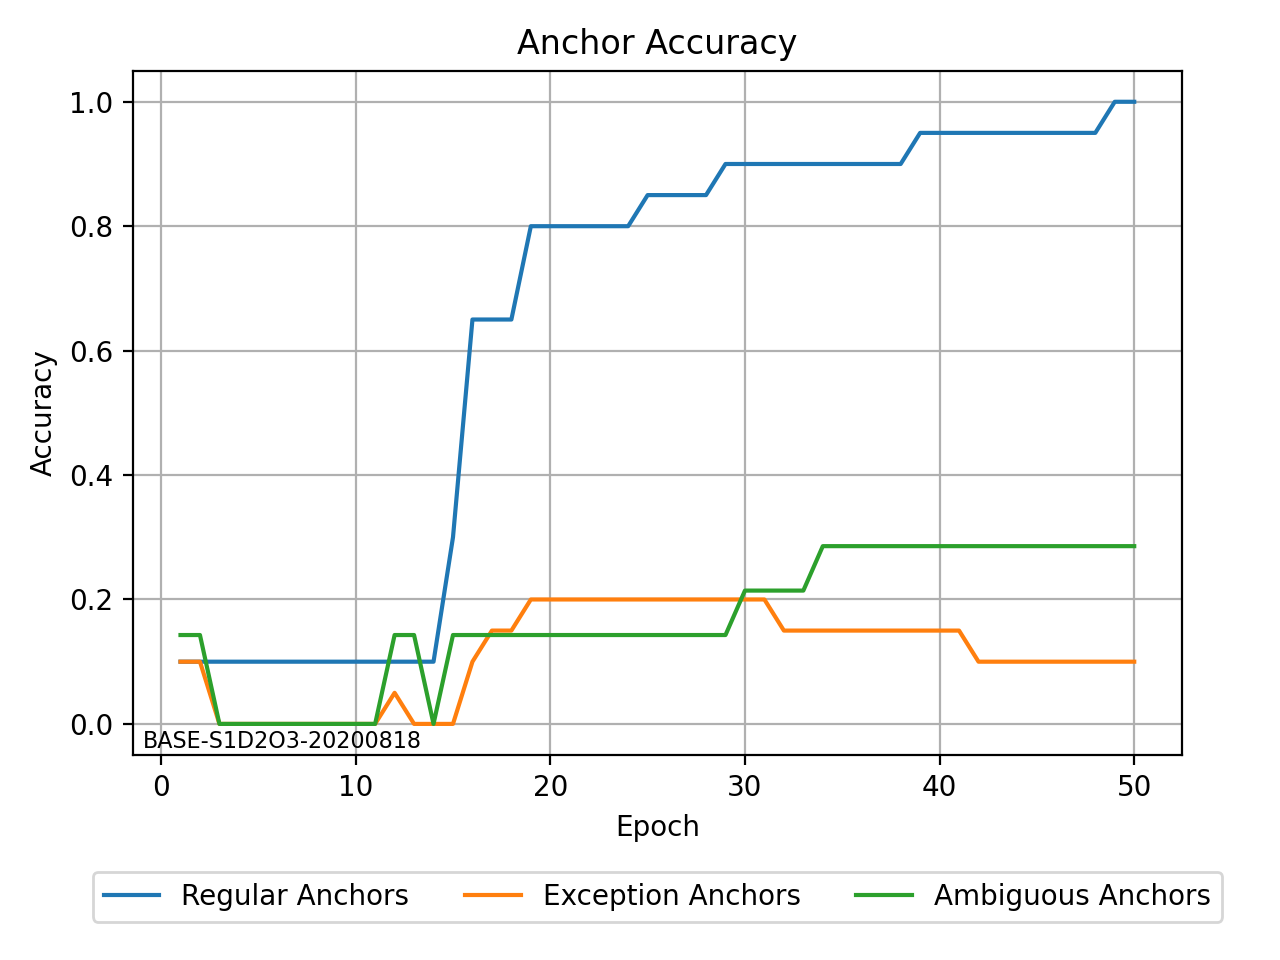 Anchor Accuracy
1.0
0.8
0.6
0.4
0.2
0.0
Accuracy
BASE-S1D2O3-20200818
0 10 20 30 40 50
Epoch
Regular Anchors Exception Anchors Ambiguous Anchors